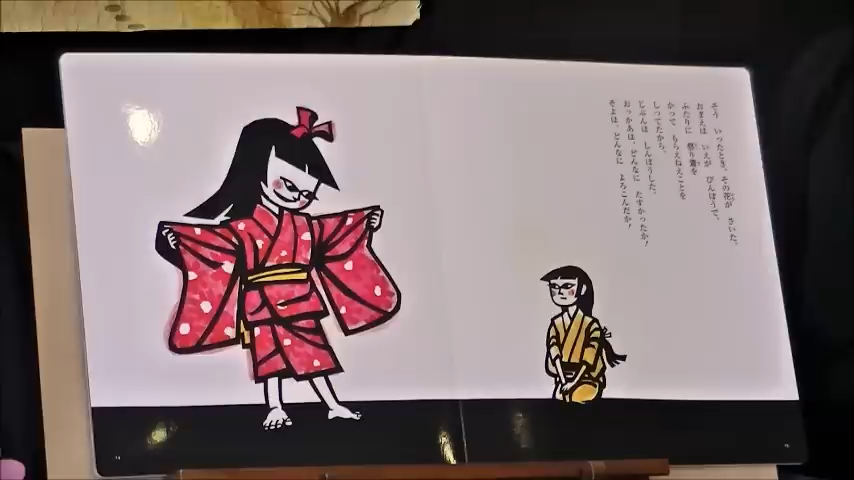 そう いったとき、その花が さいた。
おまえは いえが びんぼうで、
ふたりに 祭り着を
かって もらえねえことを
しってたから、
じぶんは しんぼうした。
おっかあは、どんなに たすかったか！
そよは、どんなに よろこんだか！